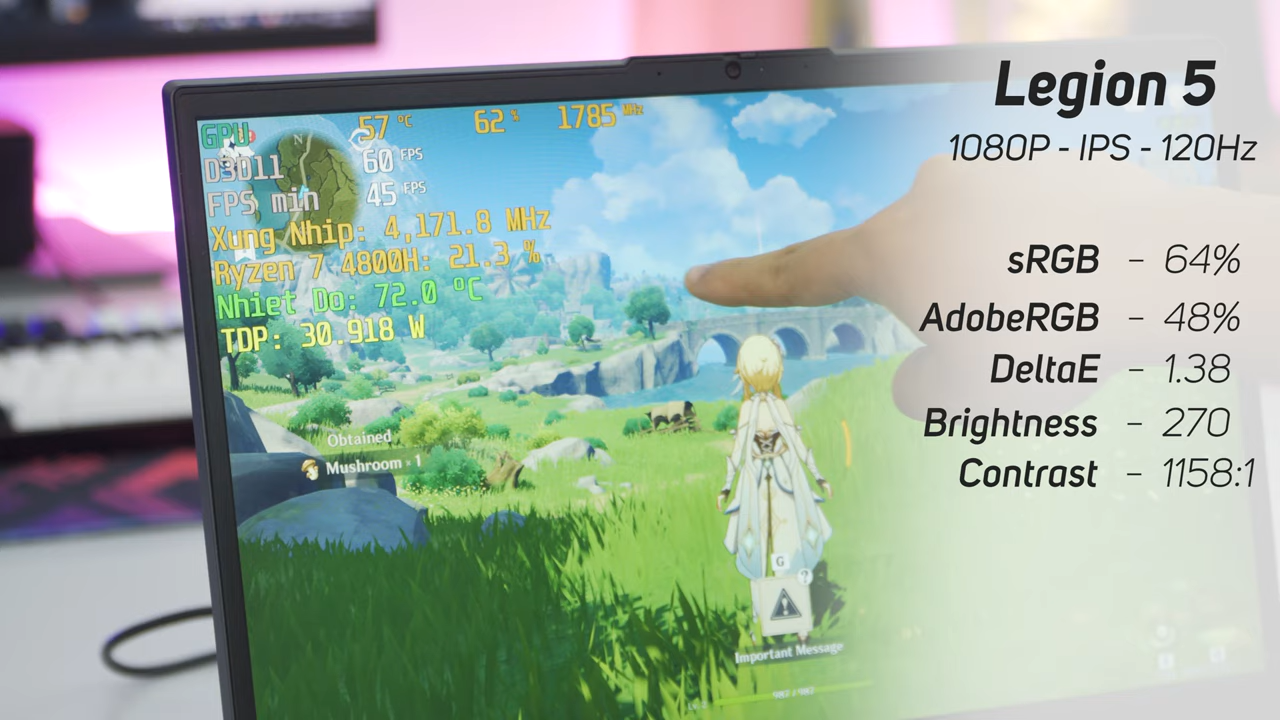 Legion 5
1080P - IPS - 120Hz
sRGB - 64%
AdobeRGB - 48%
DeltaE - 1.38
Brightness - 270
Contrast - 1158:1
GPU 57 °C 62 % 1785 MHz
D3D11 60 FPS
FPS min 45 FPS
Xung Nhip: 4,171.8 MHz
Ryzen 7 4800H: 21.3 %
Nhiet Do: 72.0 °C
TDP: 30.918 W
N
Obtained
Mushroom × 1
G
?
Important Message